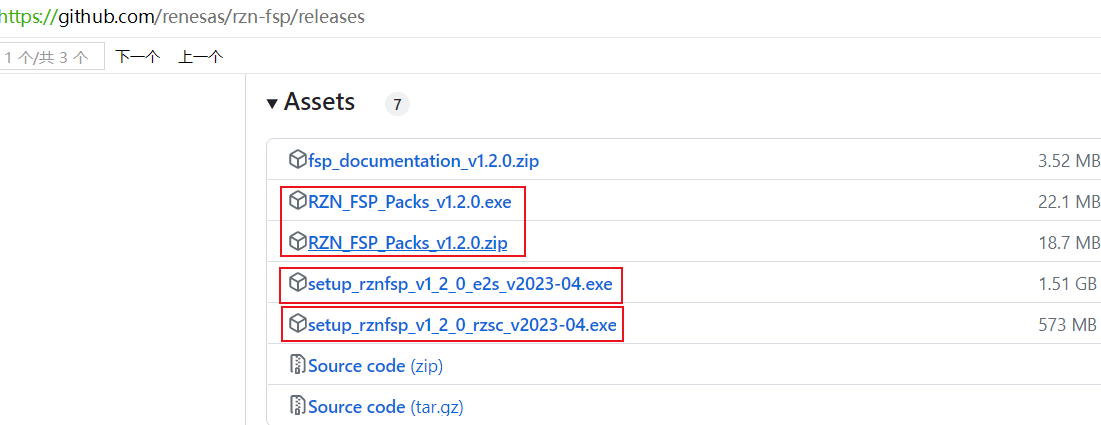 https://github.com/renesas/rzn-fsp/releases
1 个/共 3 个 下一个 上一个
Assets 7
fsp_documentation_v1.2.0.zip 3.52 MB
RZN_FSP_Packs_v1.2.0.exe 22.1 MB
RZN_FSP_Packs_v1.2.0.zip 18.7 MB
setup_rznfsp_v1_2_0_e2s_v2023-04.exe 1.51 GB
setup_rznfsp_v1_2_0_rzsc_v2023-04.exe 573 MB
Source code (zip)
Source code (tar.gz)